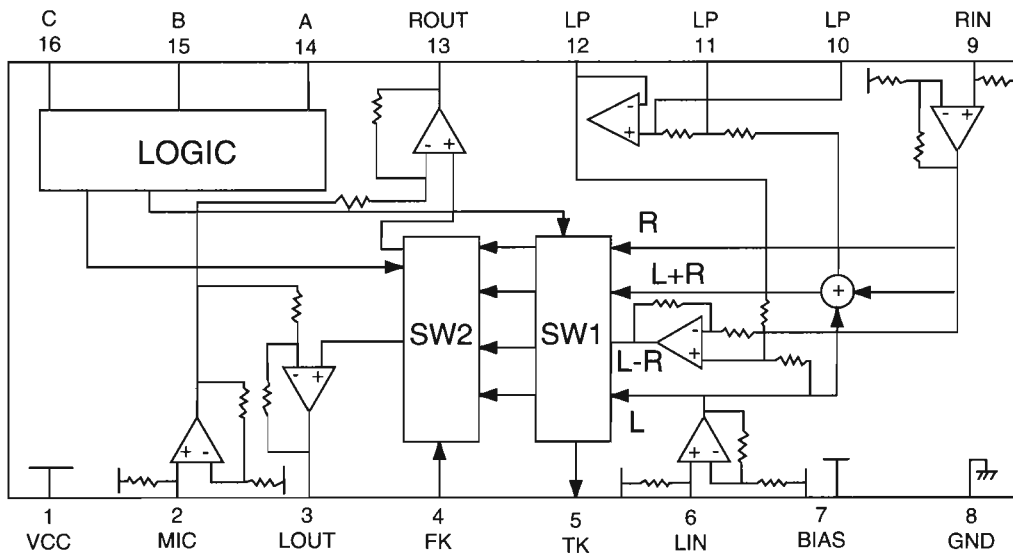 C B A ROUT LP LP LP RIN
16 15 14 13 12 11 10 9
LOGIC
- +
-
+
- +
R
L+R
+
SW2
SW1
L-R
-
+
L
- +
+ -
+ -
1 2 3 4 5 6 7 8
VCC MIC LOUT FK TK LIN BIAS GND